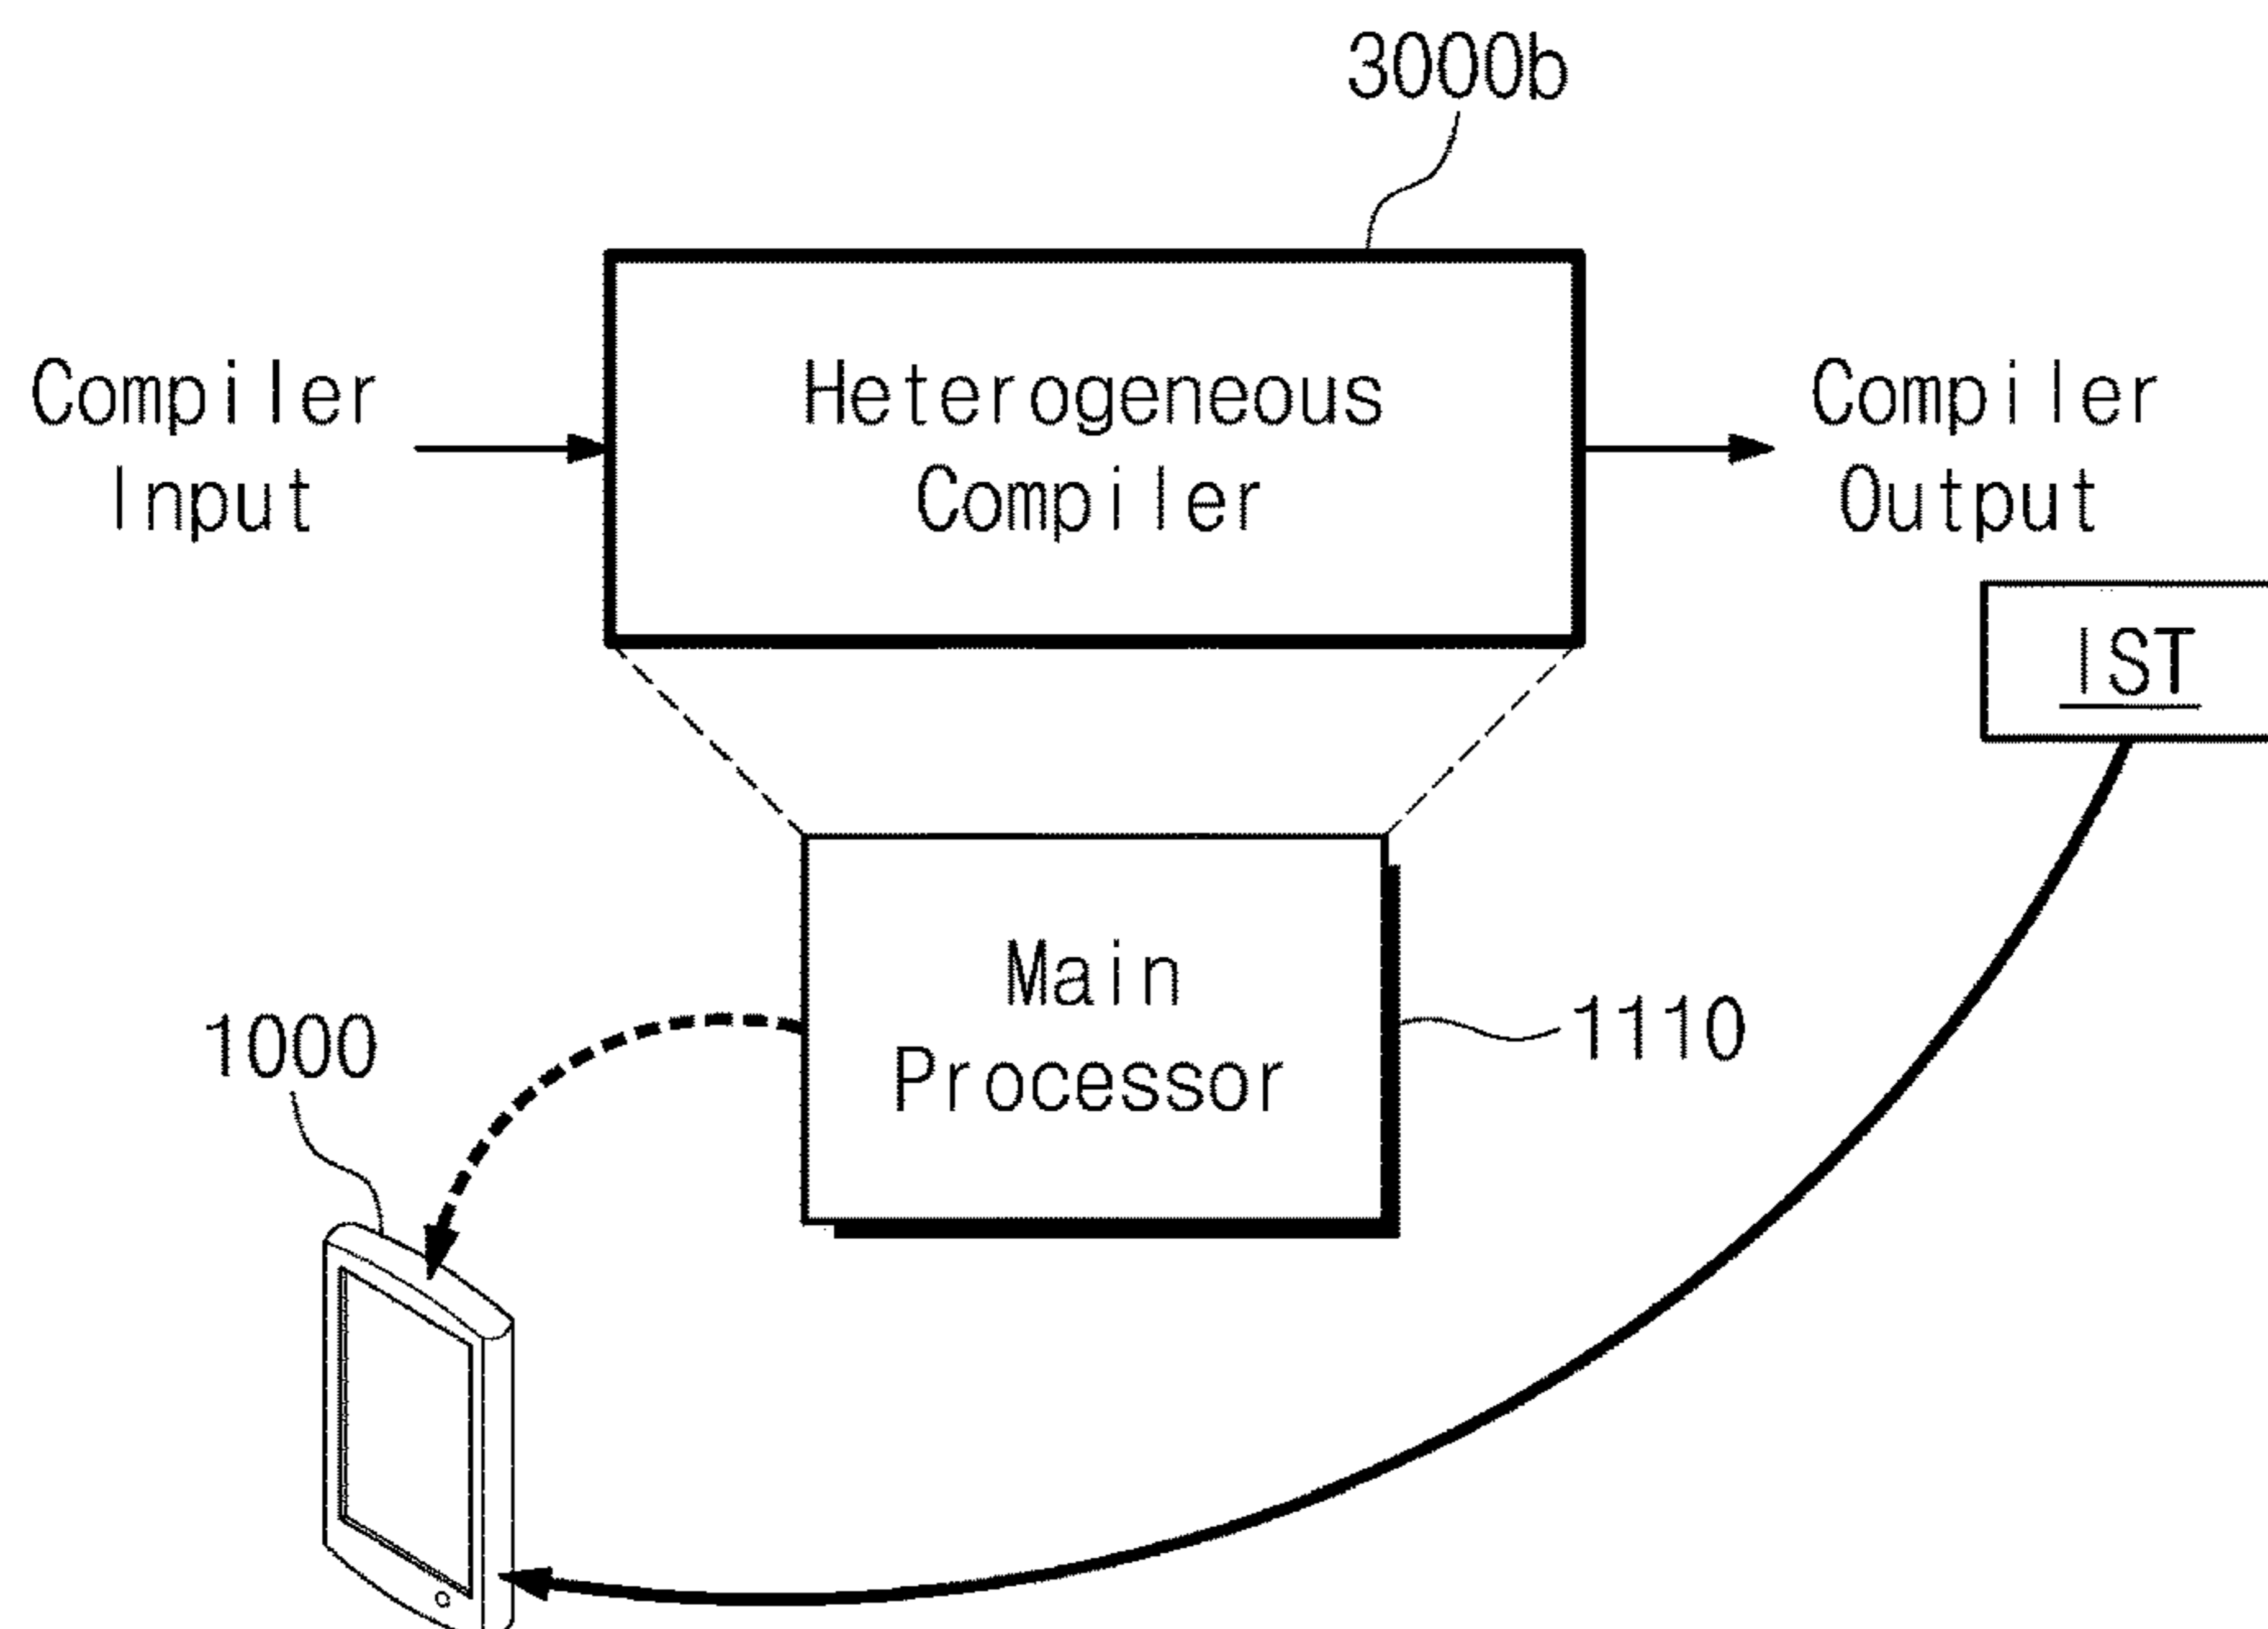 3000b
Compiler
Input
Heterogeneous
Compiler
Compiler
Output
IST
Main
Processor
1110
1000